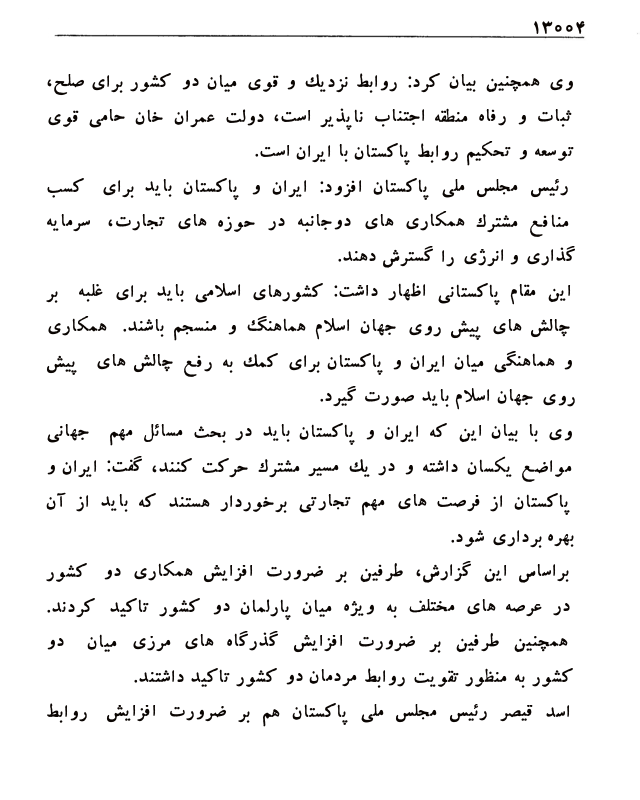 ۱۳۰۰۴
وی همچنین بیان کرد: روابط نزدیك و قوی میان دو کشور برای صلح،
ثبات و رفاه منطقه اجتناب ناپذیر است، دولت عمران خان حامی قوی
توسعه و تحکیم روابط پاکستان با ایران است.
رئیس مجلس ملی پاکستان افزود: ایران و پاکستان باید برای کسب
منافع مشترك همکاری های دوجانبه در حوزه های تجارت، سرمایه
گذاری و انرژی را گسترش دهند.
این مقام پاکستانی اظهار داشت: کشورهای اسلامی باید برای غلبه بر
چالش های پیش روی جهان اسلام هماهنگ و منسجم باشند. همکاری
و هماهنگی میان ایران و پاکستان برای کمك به رفع چالش های پیش
روی جهان اسلام باید صورت گیرد.
وی با بیان این که ایران و پاکستان باید در بحث مسائل مهم جهانی
مواضع یکسان داشته و در یك مسیر مشترك حرکت کنند، گفت: ایران و
پاکستان از فرصت های مهم تجارتی برخوردار هستند که باید از آن
بهره برداری شود.
براساس این گزارش، طرفین بر ضرورت افزایش همکاری دو کشور
در عرصه های مختلف به ویژه میان پارلمان دو کشور تاکید کردند.
همچنین طرفین بر ضرورت افزایش گذرگاه های مرزی میان دو
کشور به منظور تقویت روابط مردمان دو کشور تاکید داشتند.
اسد قیصر رئیس مجلس ملی پاکستان هم بر ضرورت افزایش روابط